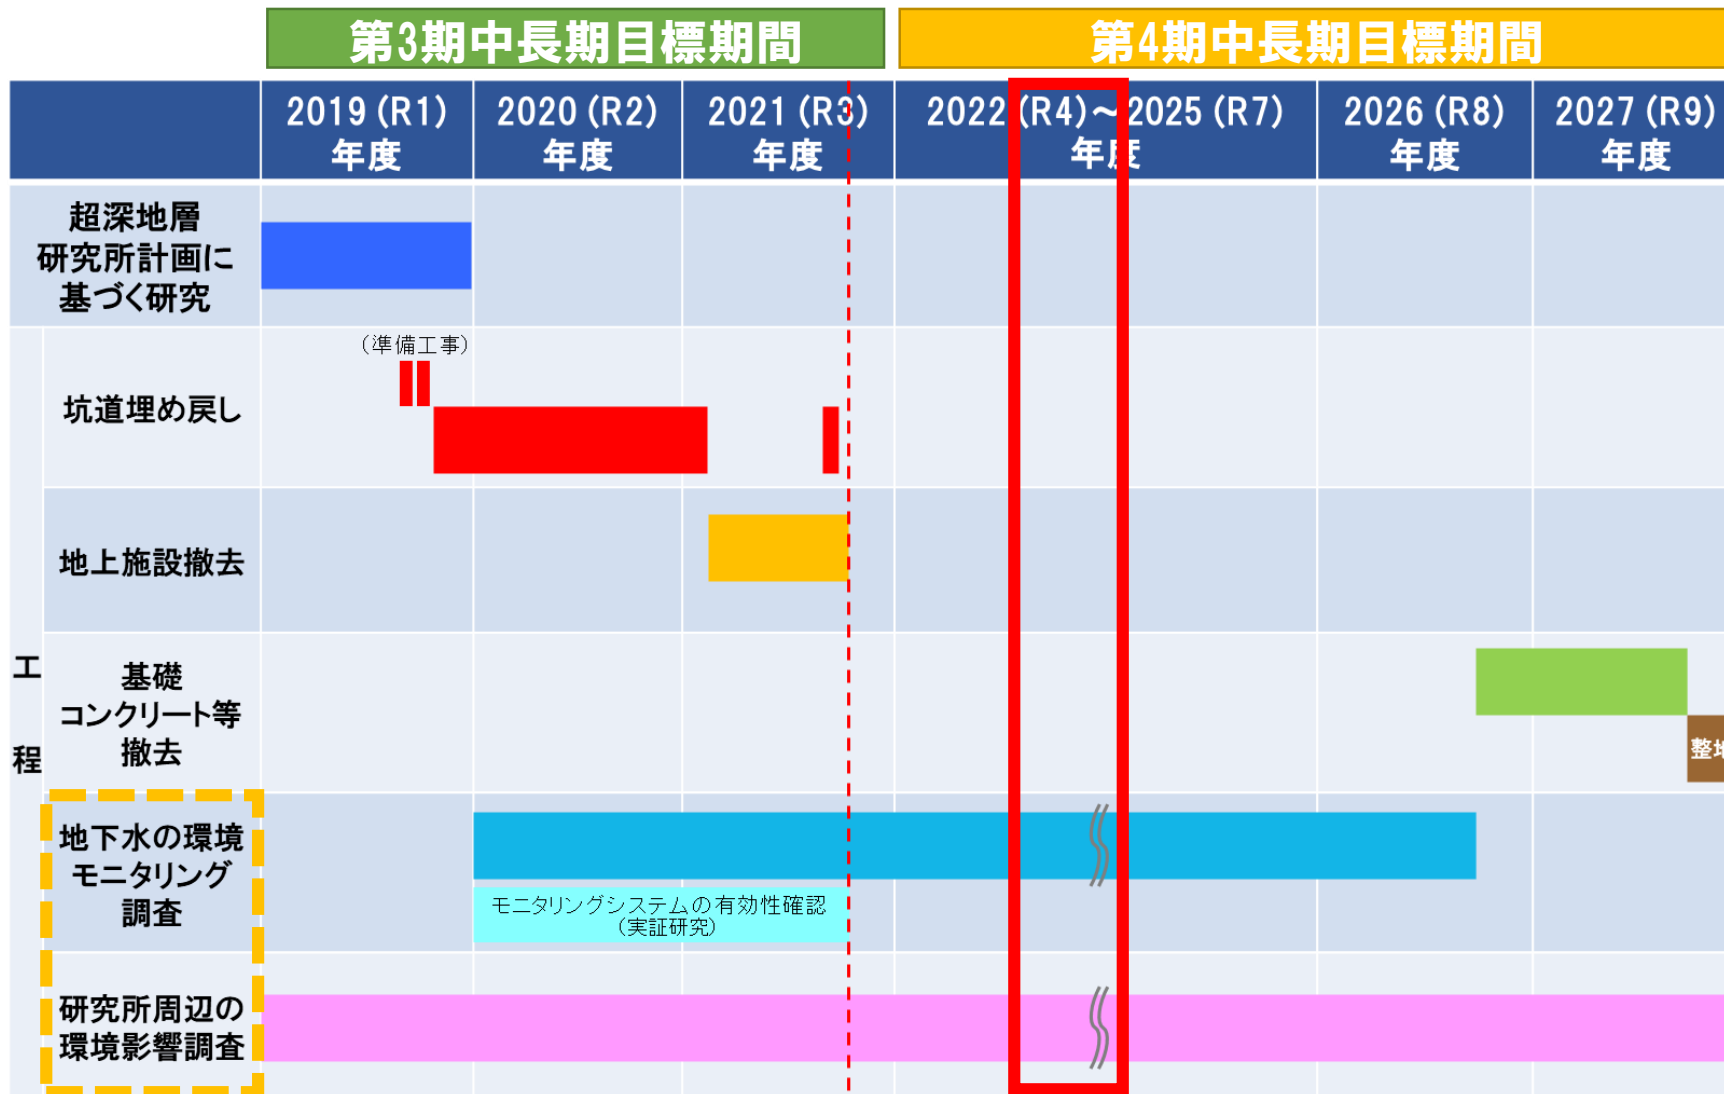 第3期中長期目標期間
第4期中長期目標期間
2019(R1)
年度
2020(R2)
年度
2021(R3)
年度
2022(R4)～2025(R7)
年度
2026(R8)
年度
2027(R9)
年度
超深地層
研究所計画に
基づく研究
工
程
坑道埋め戻し
(準備工事)
地上施設撤去
基礎
コンクリート等
撤去
整地
地下水の環境
モニタリング
調査
モニタリングシステムの有効性確認
(実証研究)
研究所周辺の
環境影響調査